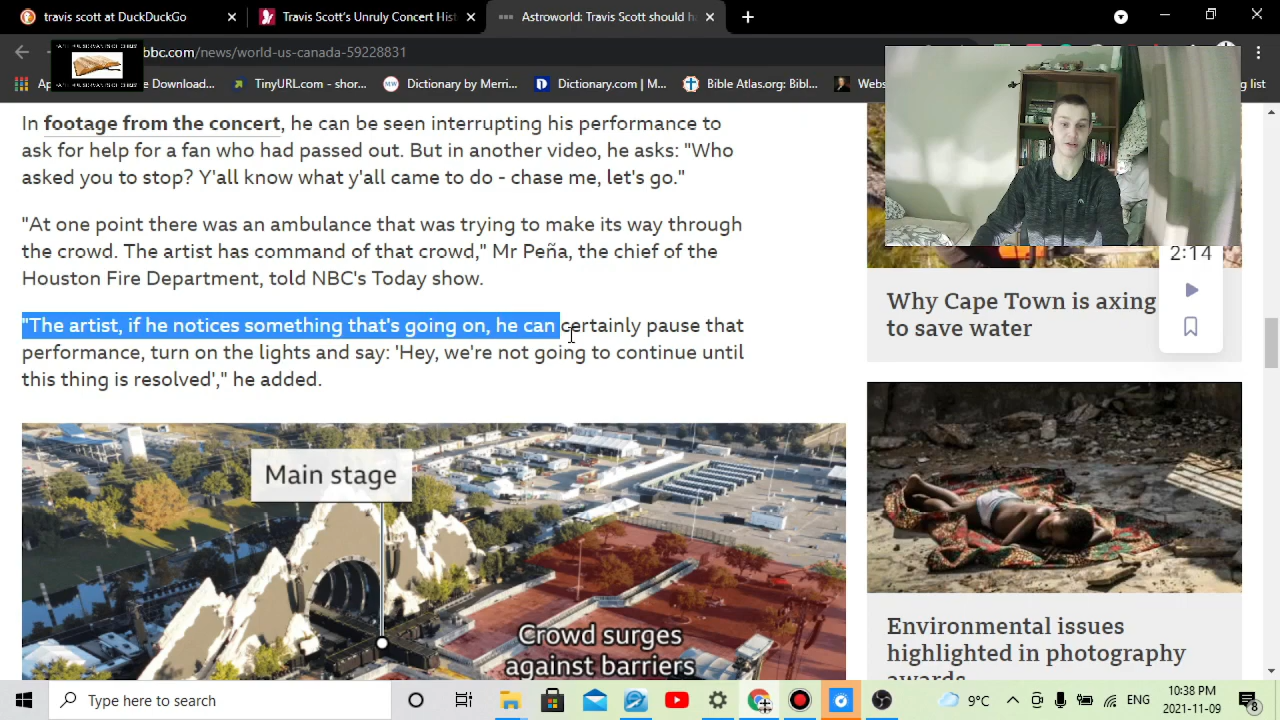 travis scott at DuckDuckGo
Travis Scott's Unruly Concert Hist
Astroworld: Travis Scott should ha
bbc.com/news/world-us-canada-59228831
Ap
e Download...
TinyURL.com - shor...
Dictionary by Merri...
Dictionary.com | M...
Bible Atlas.org: Bibl...
Webs
g list
In footage from the concert, he can be seen interrupting his performance to
ask for help for a fan who had passed out. But in another video, he asks: "Who
asked you to stop? Y'all know what y'all came to do - chase me, let's go."
"At one point there was an ambulance that was trying to make its way through
the crowd. The artist has command of that crowd," Mr Peña, the chief of the
Houston Fire Department, told NBC's Today show.
"The artist, if he notices something that's going on, he can certainly pause that
performance, turn on the lights and say: 'Hey, we're not going to continue until
this thing is resolved'," he added.
Main stage
Crowd surges
against barriers
2:14
Why Cape Town is axing
to save water
Environmental issues
highlighted in photography
awards
Type here to search
9°C
ENG
10:38 PM
2021-11-09
8